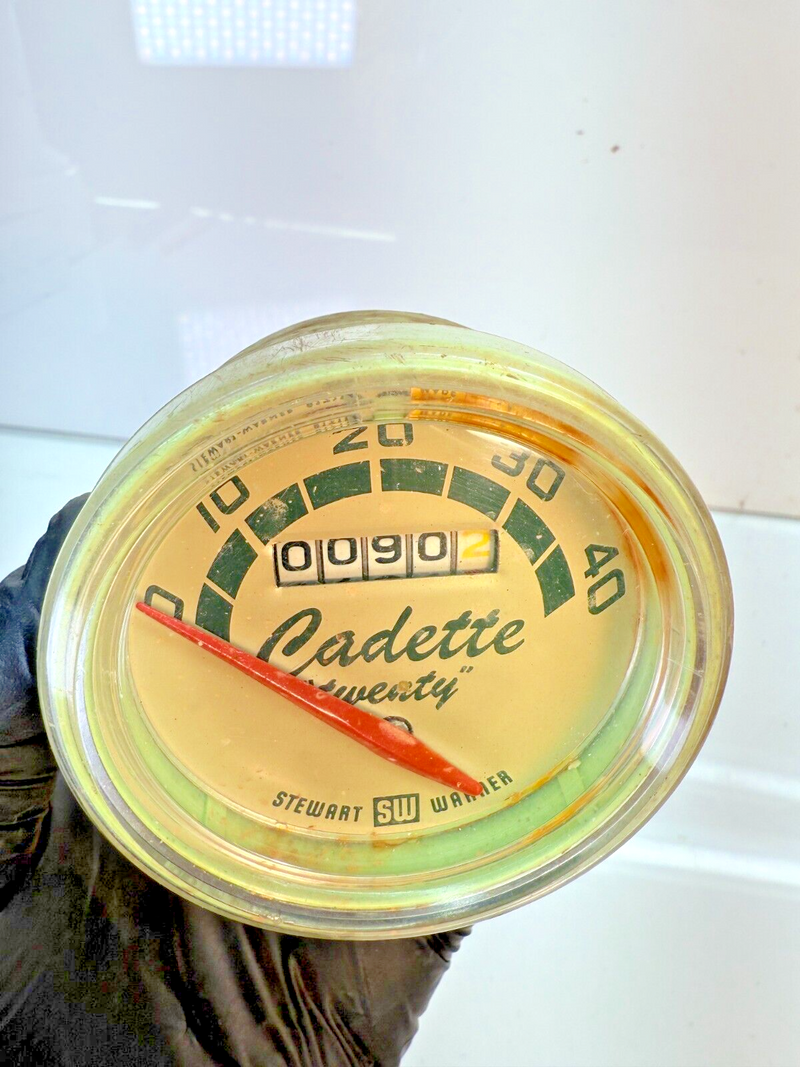 0 10 20 30 40
00902
Cadette
"twenty"
STEWART SW WARNER